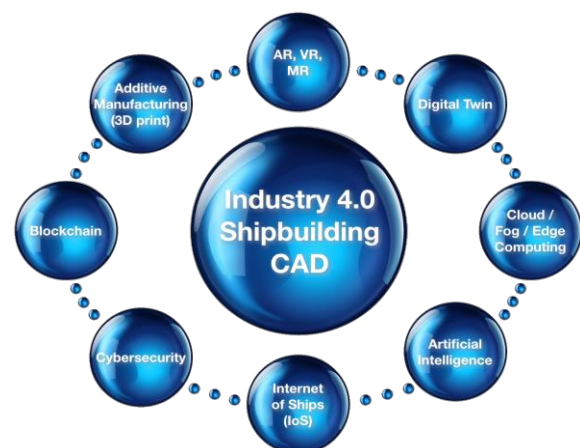 AR, VR,
MR
Additive
Manufacturing
(3D print)
Digital Twin
Industry 4.0
Shipbuilding
CAD
Blockchain
Cloud /
Fog / Edge
Computing
Cybersecurity
Artificial
Intelligence
Internet
of Ships
(IoS)